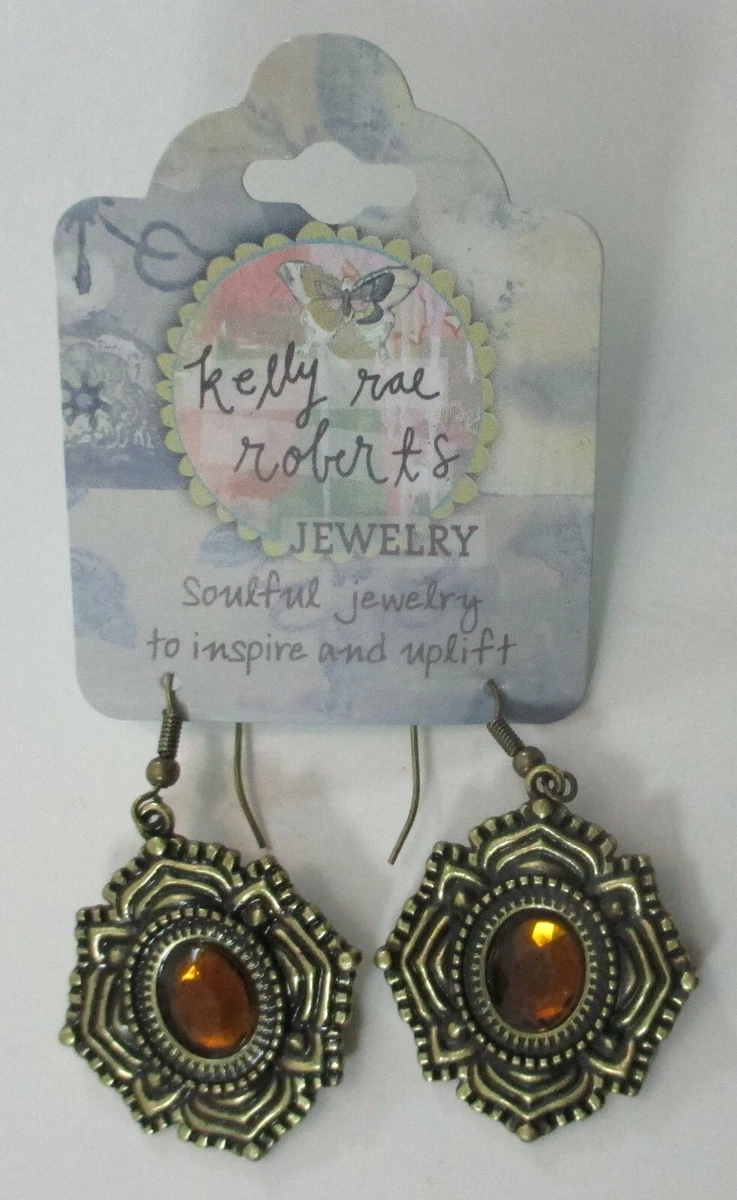 kelly rae
roberts
JEWELRY
Soulful jewelry
to inspire and uplift